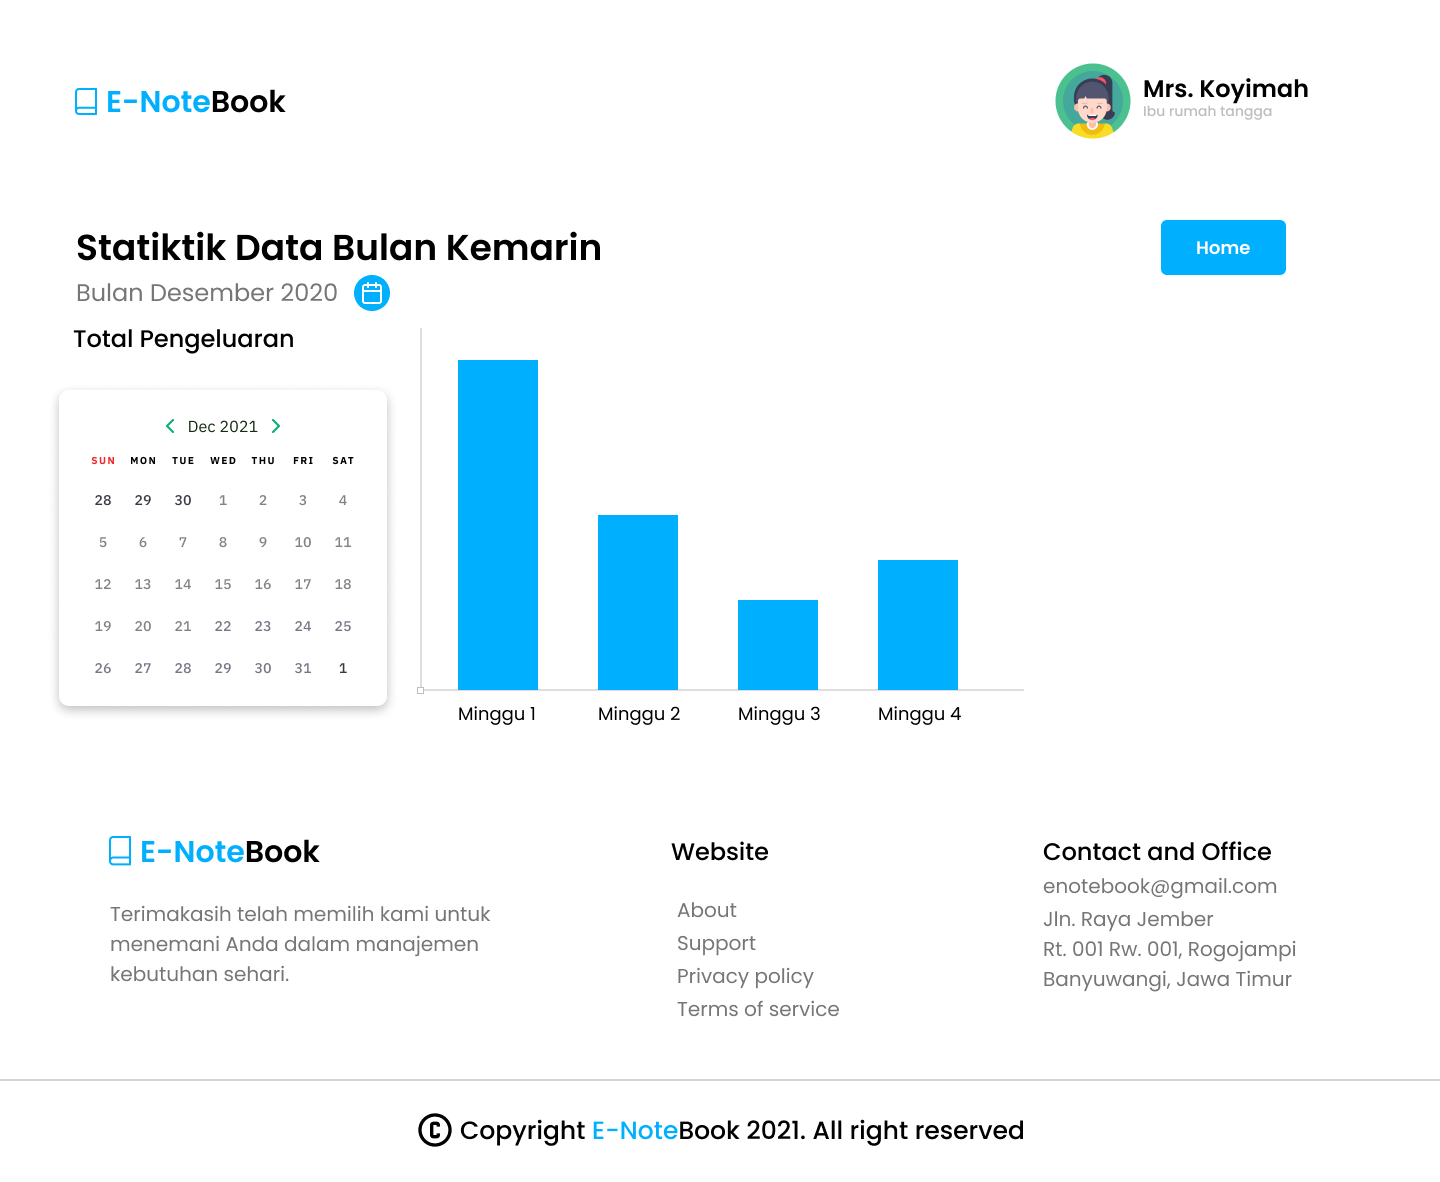 E-NoteBook
Mrs. Koyimah
Ibu rumah tangga
Statiktik Data Bulan Kemarin
Home
Bulan Desember 2020
Total Pengeluaran
Dec 2021
SUN MON TUE WED THU FRI SAT
28 29 30 1 2 3 4
5 6 7 8 9 10 11
12 13 14 15 16 17 18
19 20 21 22 23 24 25
26 27 28 29 30 31 1
Minggu 1 Minggu 2 Minggu 3 Minggu 4
E-NoteBook
Terimakasih telah memilih kami untuk
menemani Anda dalam manajemen
kebutuhan sehari.
Website
About
Support
Privacy policy
Terms of service
Contact and Office
enotebook@gmail.com
Jln. Raya Jember
Rt. 001 Rw. 001, Rogojampi
Banyuwangi, Jawa Timur
© Copyright E-NoteBook 2021. All right reserved